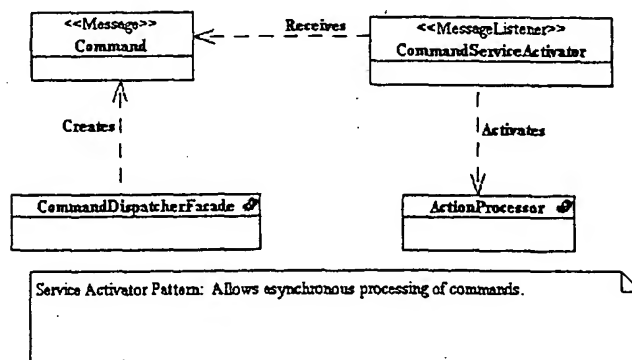 <<Message>>
Command
Receives
<<MessageListener>>
CommandServiceActivator
Creates
Activates
CommandDispatcherFacade
ActionProcessor
Service Activator Pattern: Allows asynchronous processing of commands.